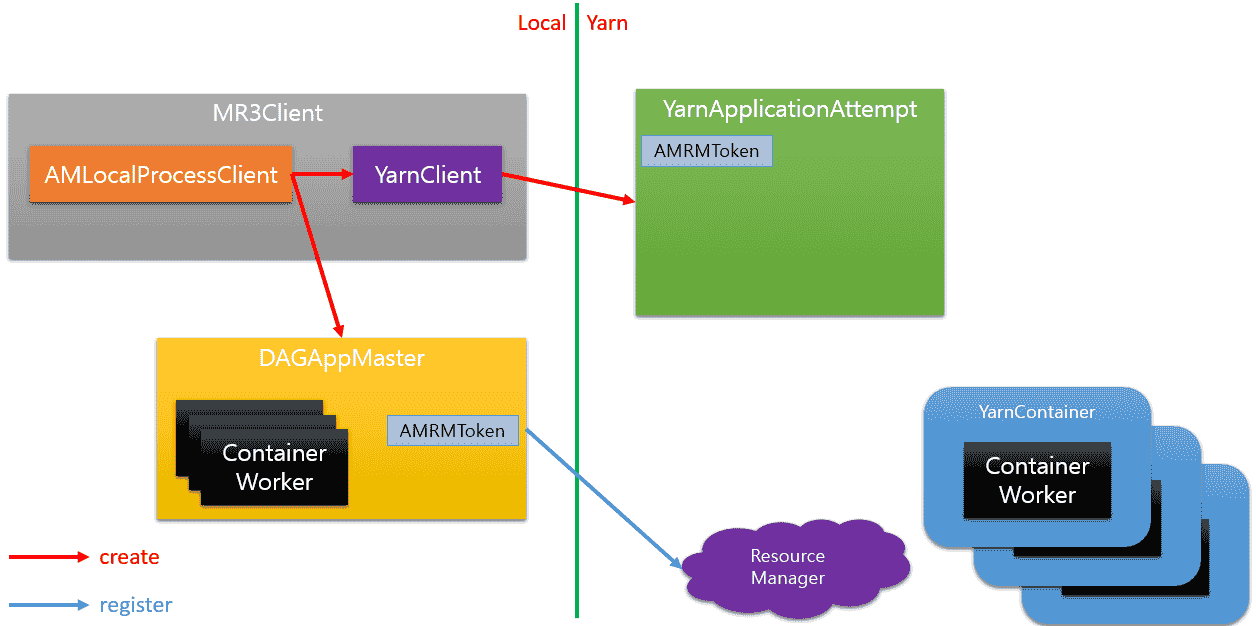 Local
Yarn
MR3Client
AMLocalProcessClient
YarnClient
YarnApplicationAttempt
AMRMToken
DAGAppMaster
Container
Worker
AMRMToken
YarnContainer
Container
Worker
Resource
Manager
create
register